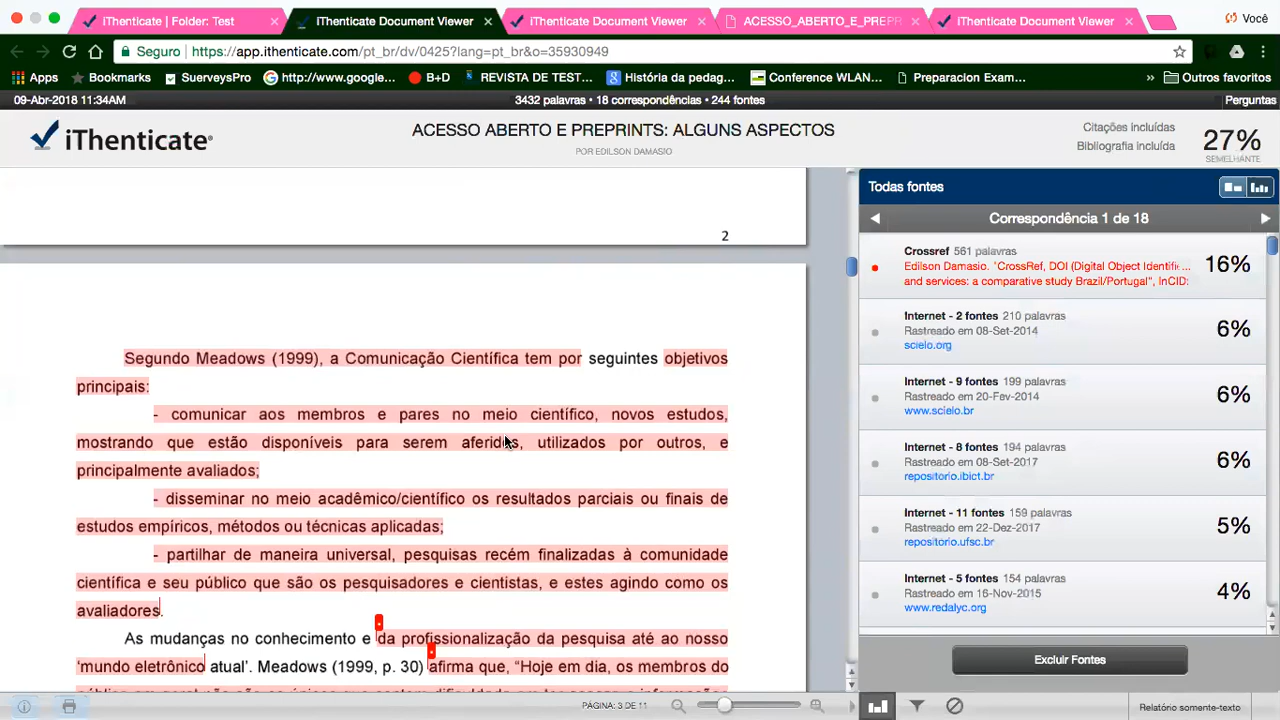 iThenticate | Folder: Test
iThenticate Document Viewer
iThenticate Document Viewer
ACESSO_ABERTO_E_PREPR
iThenticate Document Viewer
Você
Seguro
https://app.ithenticate.com/pt_br/dv/0425?lang=pt_br&o=35930949
Apps
Bookmarks
SuerveysPro
http://www.google...
B+D
REVISTA DE TEST...
História da pedag...
Conference WLAN...
Preparacion Exam...
» Outros favoritos
09-Abr-2018 11:34AM
3432 palavras • 18 correspondências • 244 fontes
Perguntas
iThenticate®
ACESSO ABERTO E PREPRINTS: ALGUNS ASPECTOS
POR EDILSON DAMASIO
Citações incluídas
Bibliografia incluída
27%
SEMELHANTE
2
Segundo Meadows (1999), a Comunicação Científica tem por seguintes objetivos
principais:
- comunicar aos membros e pares no meio científico, novos estudos,
mostrando que estão disponíveis para serem aferidos, utilizados por outros, e
principalmente avaliados;
- disseminar no meio acadêmico/científico os resultados parciais ou finais de
estudos empíricos, métodos ou técnicas aplicadas;
- partilhar de maneira universal, pesquisas recém finalizadas à comunidade
científica e seu público que são os pesquisadores e cientistas, e estes agindo como os
avaliadores.
As mudanças no conhecimento e da profissionalização da pesquisa até ao nosso
‘mundo eletrônico atual’. Meadows (1999, p. 30) afirma que, “Hoje em dia, os membros do
Todas fontes
Correspondência 1 de 18
Crossref 561 palavras
Edilson Damasio. "CrossRef, DOI (Digital Object Identifi...
and services: a comparative study Brazil/Portugal", InCID:
16%
Internet - 2 fontes 210 palavras
Rastreado em 08-Set-2014
scielo.org
6%
Internet - 9 fontes 199 palavras
Rastreado em 20-Fev-2014
www.scielo.br
6%
Internet - 8 fontes 194 palavras
Rastreado em 08-Set-2017
repositorio.ibict.br
6%
Internet - 11 fontes 159 palavras
Rastreado em 22-Dez-2017
repositorio.ufsc.br
5%
Internet - 5 fontes 154 palavras
Rastreado em 16-Nov-2015
www.redalyc.org
4%
Excluir Fontes
PÁGINA: 3 DE 11
Relatório somente-texto